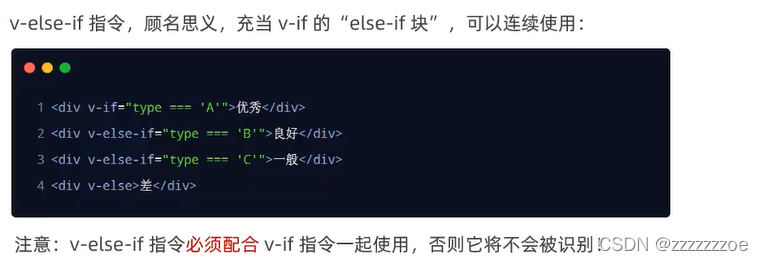 v-else-if 指令，顾名思义，充当 v-if 的“else-if 块”，可以连续使用：
1 <div v-if="type === 'A'">优秀</div>
2 <div v-else-if="type === 'B'">良好</div>
3 <div v-else-if="type === 'C'">一般</div>
4 <div v-else>差</div>
注意：v-else-if 指令必须配合 v-if 指令一起使用，否则它将不会被识别！
CSDN @zzzzzzzoe